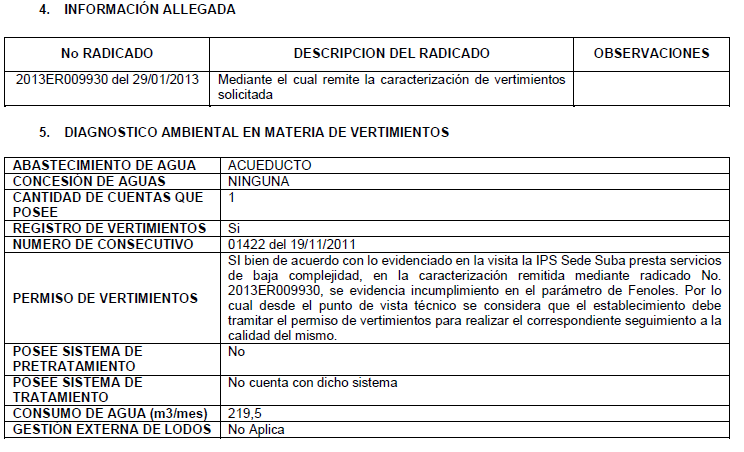 4. INFORMACIÓN ALLEGADA
No RADICADO DESCRIPCION DEL RADICADO OBSERVACIONES
2013ER009930 del 29/01/2013 Mediante el cual remite la caracterización de vertimientos
solicitada
5. DIAGNOSTICO AMBIENTAL EN MATERIA DE VERTIMIENTOS
ABASTECIMIENTO DE AGUA ACUEDUCTO
CONCESIÓN DE AGUAS NINGUNA
CANTIDAD DE CUENTAS QUE 1
POSEE
REGISTRO DE VERTIMIENTOS Si
NUMERO DE CONSECUTIVO 01422 del 19/11/2011
PERMISO DE VERTIMIENTOS
SI bien de acuerdo con lo evidenciado en la visita la IPS Sede Suba presta servicios
de baja complejidad, en la caracterización remitida mediante radicado No.
2013ER009930, se evidencia incumplimiento en el parámetro de Fenoles. Por lo
cual desde el punto de vista técnico se considera que el establecimiento debe
tramitar el permiso de vertimientos para realizar el correspondiente seguimiento a la
calidad del mismo.
POSEE SISTEMA DE No
PRETRATAMIENTO
POSEE SISTEMA DE No cuenta con dicho sistema
TRATAMIENTO
CONSUMO DE AGUA (m3/mes) 219,5
GESTIÓN EXTERNA DE LODOS No Aplica